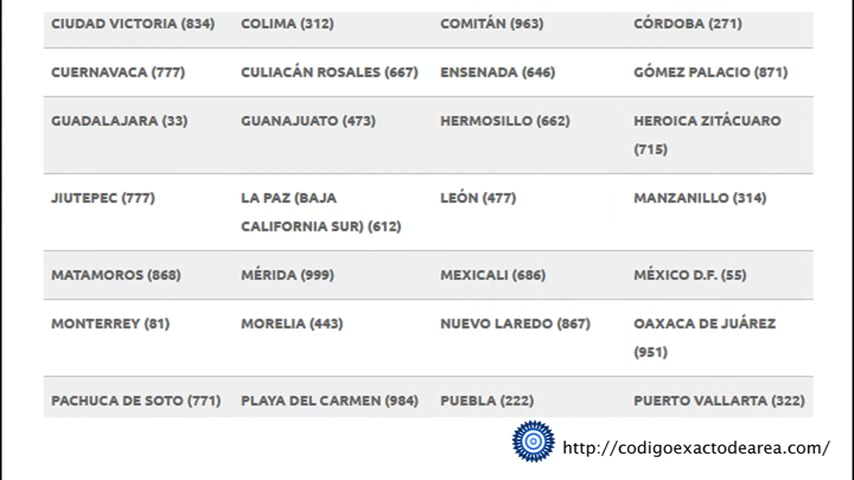 CIUDAD VICTORIA (834) COLIMA (312) COMITÁN (963) CÓRDOBA (271)
CUERNAVACA (777) CULIACÁN ROSALES (667) ENSENADA (646) GÓMEZ PALACIO (871)
GUADALAJARA (33) GUANAJUATO (473) HERMOSILLO (662) HEROICA ZITÁCUARO
(715)
JIUTEPEC (777) LA PAZ (BAJA LEÓN (477) MANZANILLO (314)
CALIFORNIA SUR) (612)
MATAMOROS (868) MÉRIDA (999) MEXICALI (686) MÉXICO D.F. (55)
MONTERREY (81) MORELIA (443) NUEVO LAREDO (867) OAXACA DE JUÁREZ
(951)
PACHUCA DE SOTO (771) PLAYA DEL CARMEN (984) PUEBLA (222) PUERTO VALLARTA (322)
http://codigoexactodearea.com/